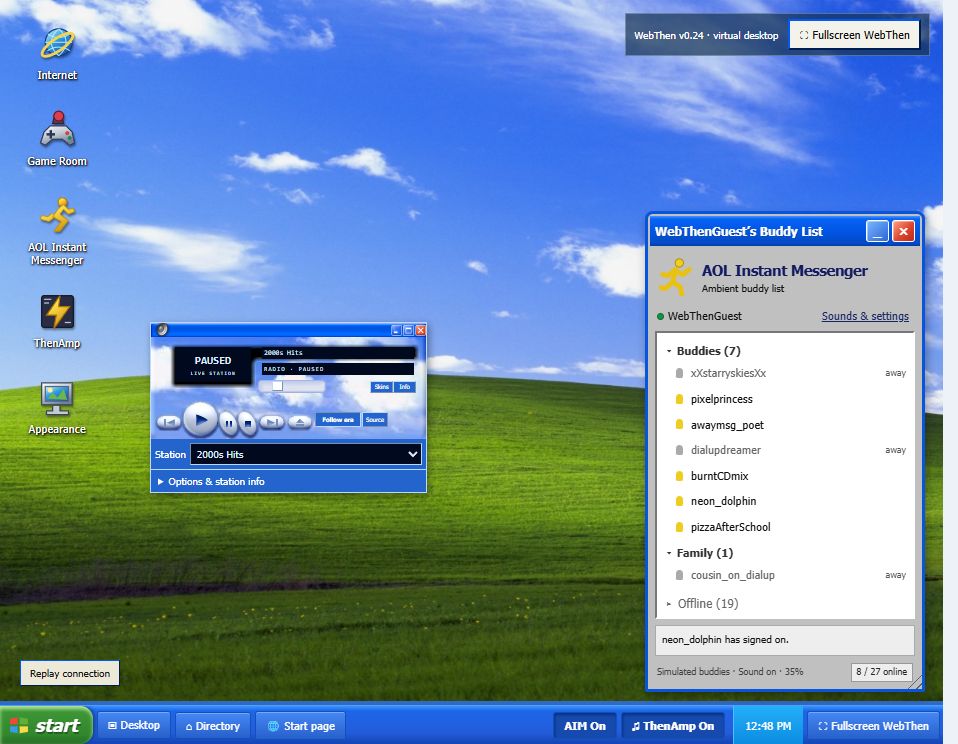 WebThen v0.24 · virtual desktop
Fullscreen WebThen
Internet
Game Room
AOL Instant
Messenger
ThenAmp
Appearance
PAUSED
LIVE STATION
2000s Hits
RADIO · PAUSED
Skins
Info
Follow era
Source
Station
2000s Hits
Options & station info
WebThenGuest's Buddy List
AOL Instant Messenger
Ambient buddy list
WebThenGuest
Sounds & settings
Buddies (7)
xXstarryskiesXx away
pixelprincess
awaymsg_poet
dialupdreamer away
burntCDmix
neon_dolphin
pizzaAfterSchool
Family (1)
cousin_on_dialup away
Offline (19)
neon_dolphin has signed on.
Simulated buddies · Sound on · 35%
8 / 27 online
Replay connection
start
Desktop
Directory
Start page
AIM On
ThenAmp On
12:48 PM
Fullscreen WebThen